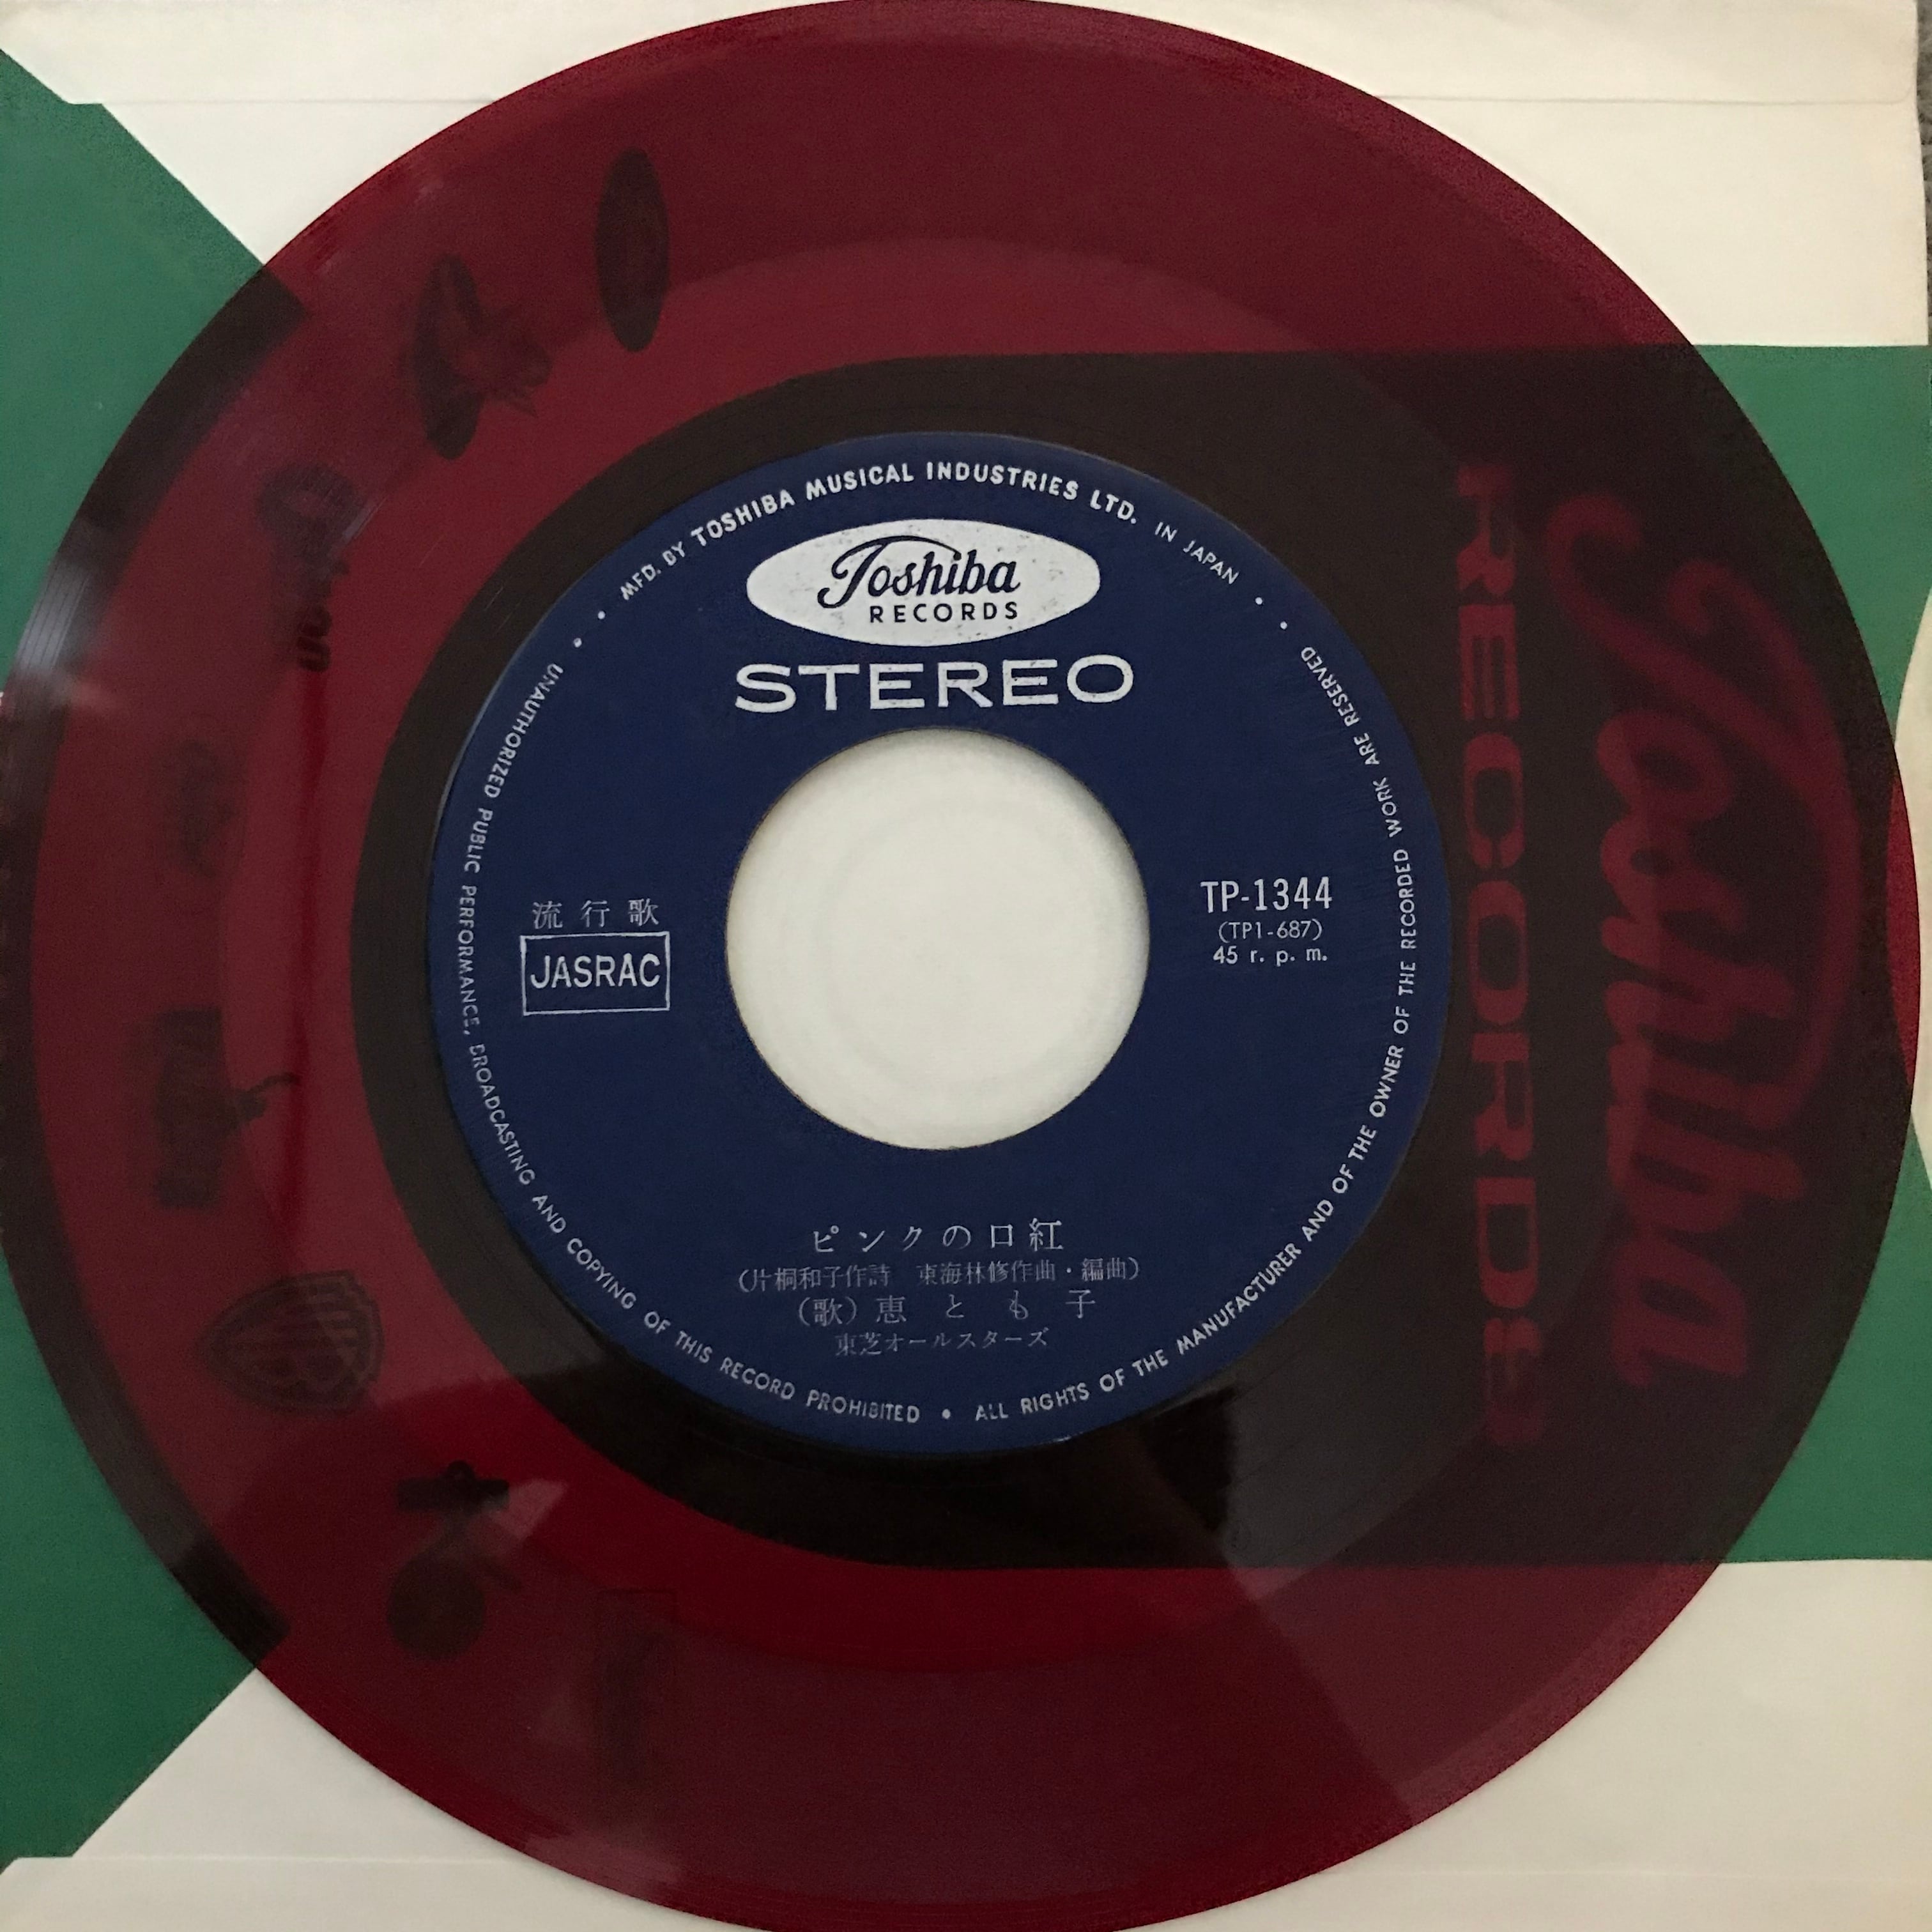 MFD. BY TOSHIBA MUSICAL INDUSTRIES LTD. IN JAPAN
Toshiba
RECORDS
STEREO
流行歌
JASRAC
TP-1344
(TP1-687)
45 r. p. m.
ピンクの口紅
(片桐和子作詩 東海林修作曲・編曲)
(歌) 恵とも子
東芝オールスターズ
UNAUTHORIZED PUBLIC PERFORMANCE, BROADCASTING AND COPYING OF THIS RECORD PROHIBITED • ALL RIGHTS OF THE MANUFACTURER AND OF THE OWNER OF THE RECORDED WORK ARE RESERVED
Toshiba
RECORDS